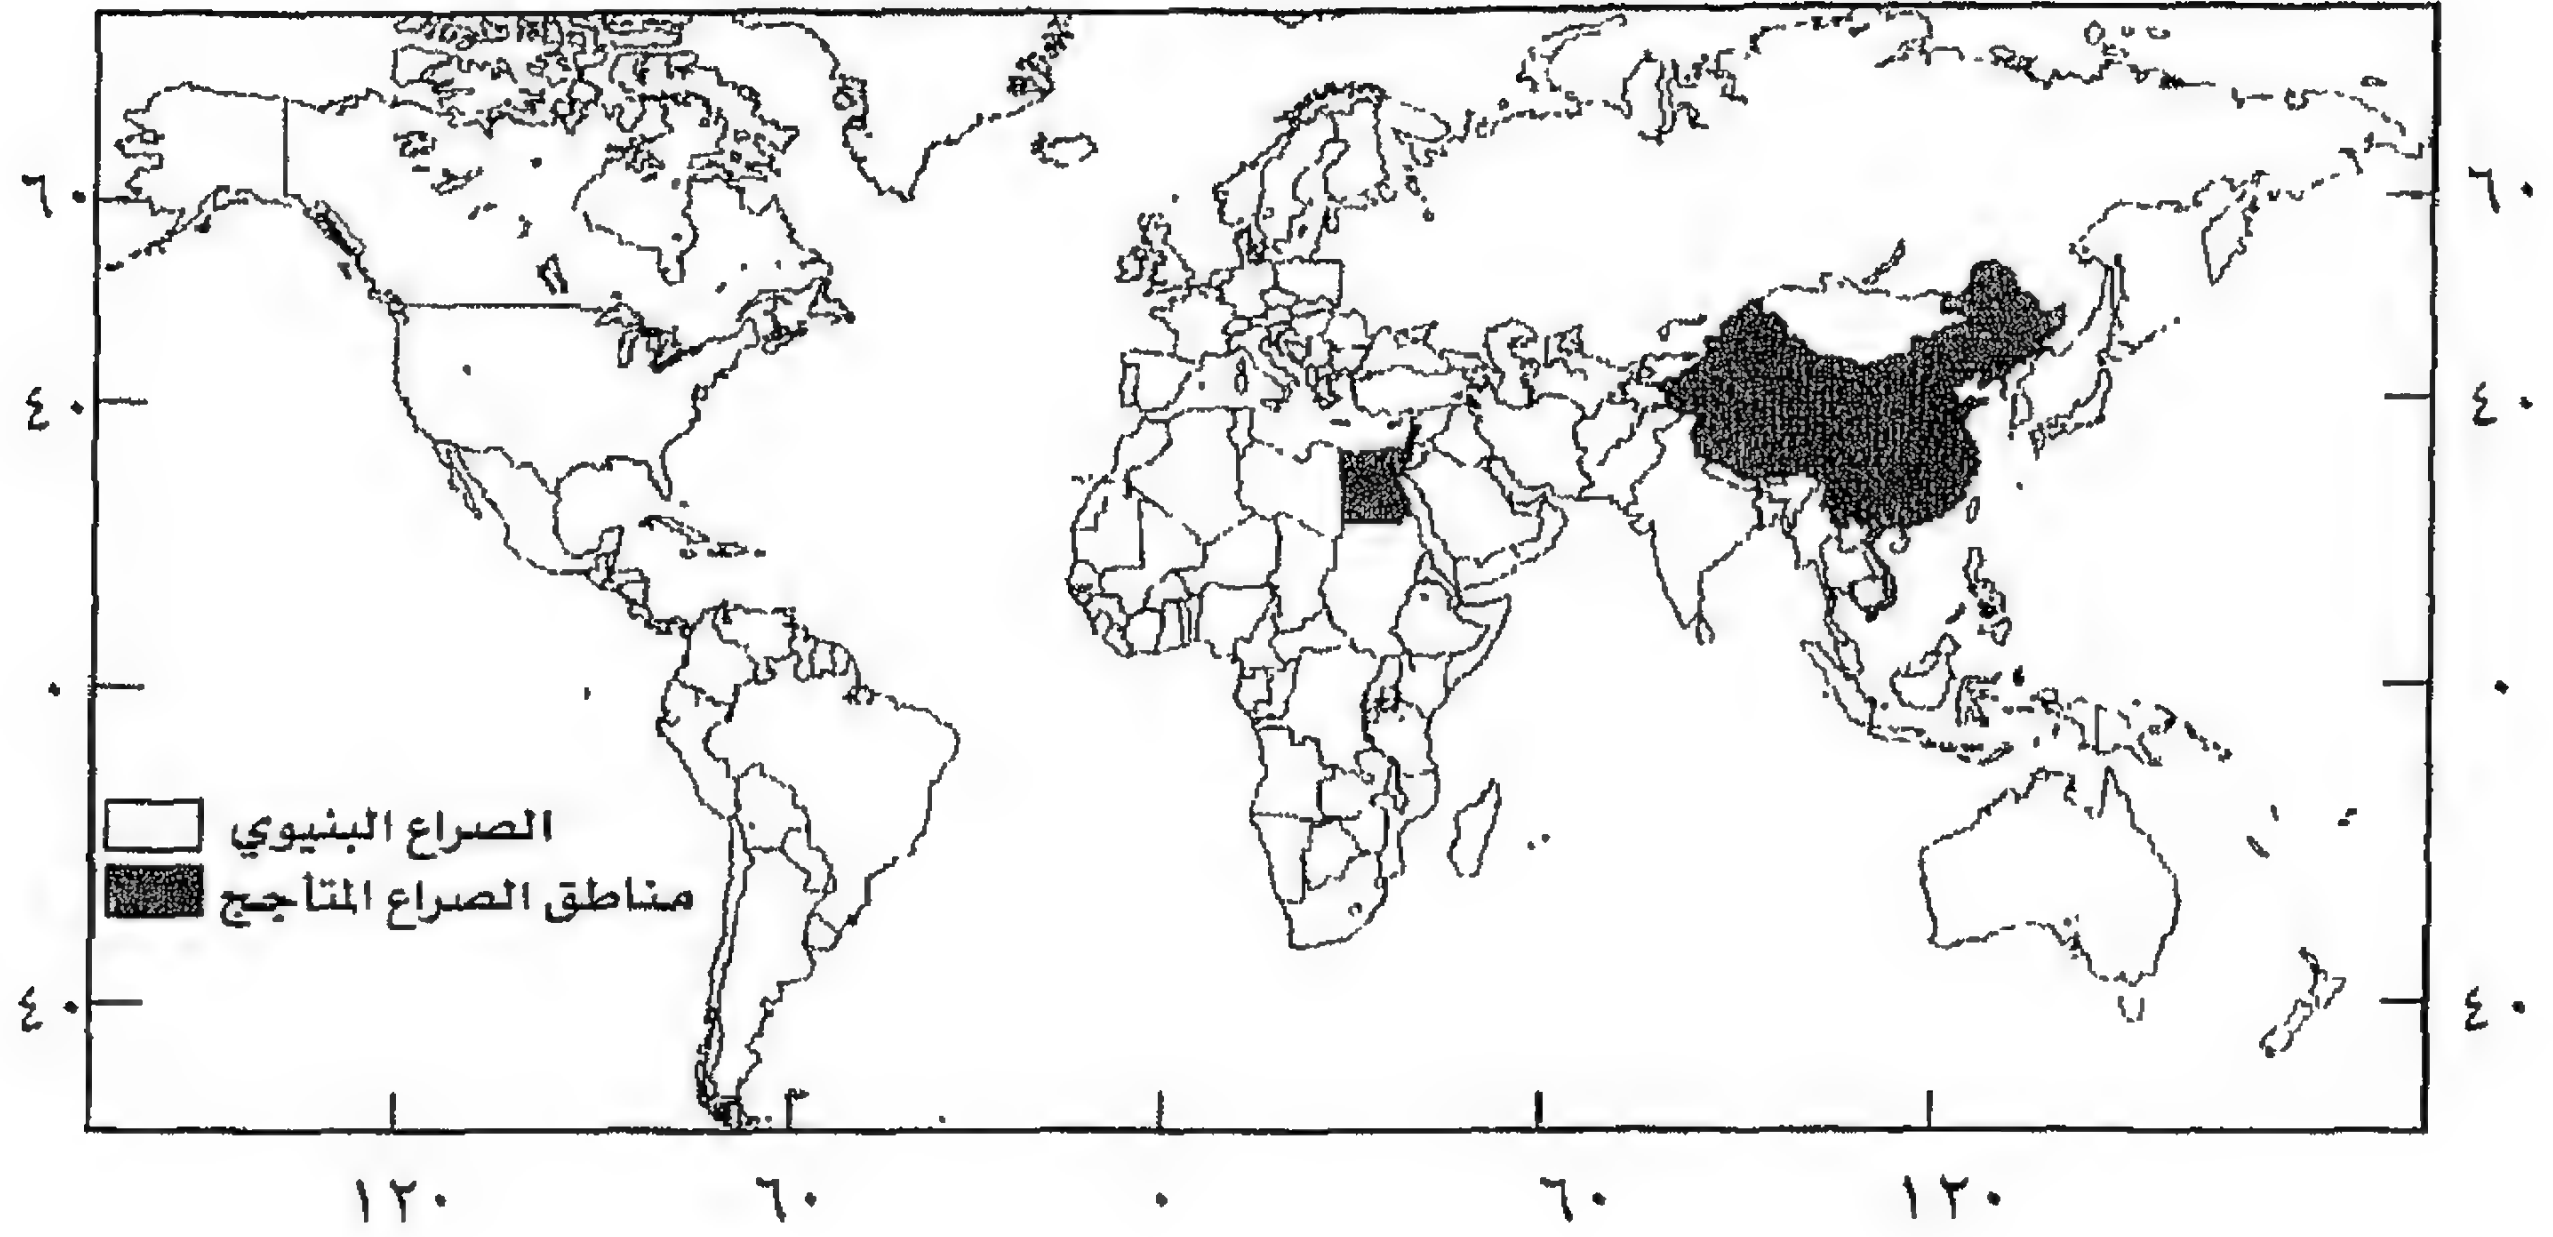 ٦٠ ٦٠
٤٠ ٤٠
٠ ٠
الصراع البنيوي
مناطق الصراع المتأجج
٤٠ ٤٠
١٢٠ ٦٠ ٠ ٦٠ ١٢٠